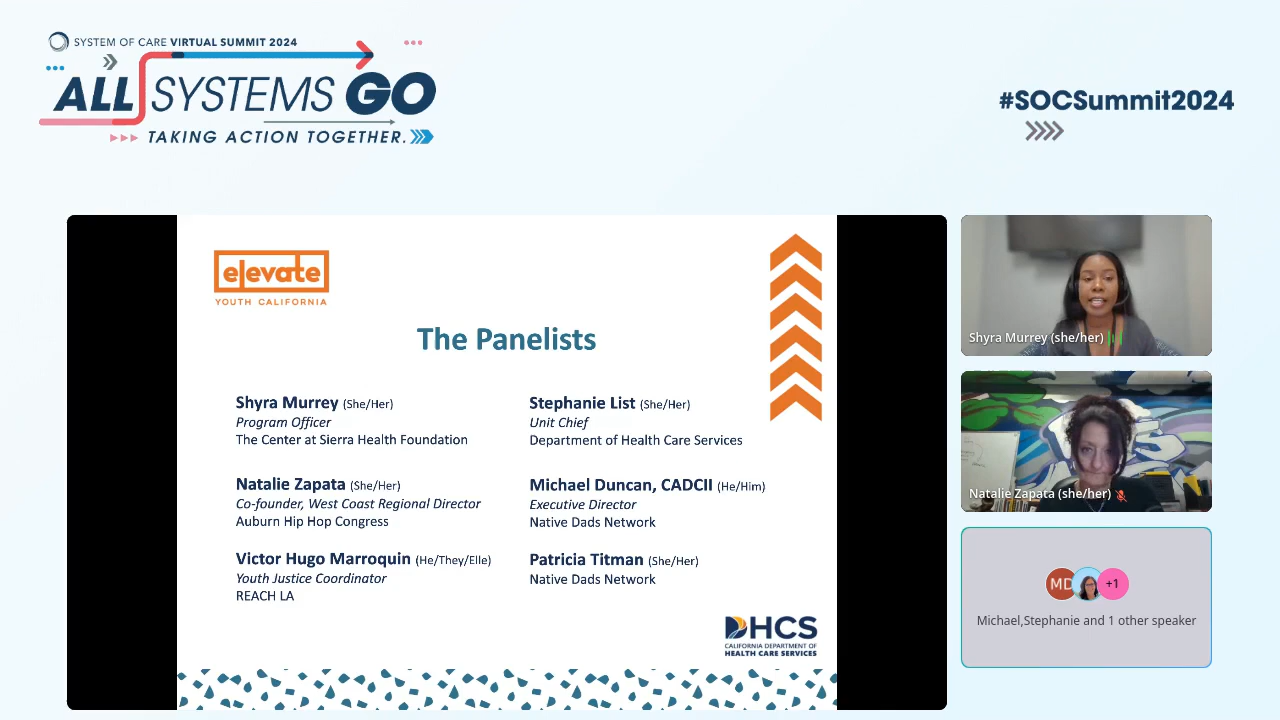 SYSTEM OF CARE VIRTUAL SUMMIT 2024
ALL SYSTEMS GO
TAKING ACTION TOGETHER.
#SOCSummit2024
elevate
YOUTH CALIFORNIA
The Panelists
Shyra Murrey (She/Her)
Program Officer
The Center at Sierra Health Foundation
Natalie Zapata (She/Her)
Co-founder, West Coast Regional Director
Auburn Hip Hop Congress
Victor Hugo Marroquin (He/They/Elle)
Youth Justice Coordinator
REACH LA
Stephanie List (She/Her)
Unit Chief
Department of Health Care Services
Michael Duncan, CADCII (He/Him)
Executive Director
Native Dads Network
Patricia Titman (She/Her)
Native Dads Network
DHCS
CALIFORNIA DEPARTMENT OF
HEALTH CARE SERVICES
Shyra Murrey (she/her)
Natalie Zapata (she/her)
MD
+1
Michael,Stephanie and 1 other speaker